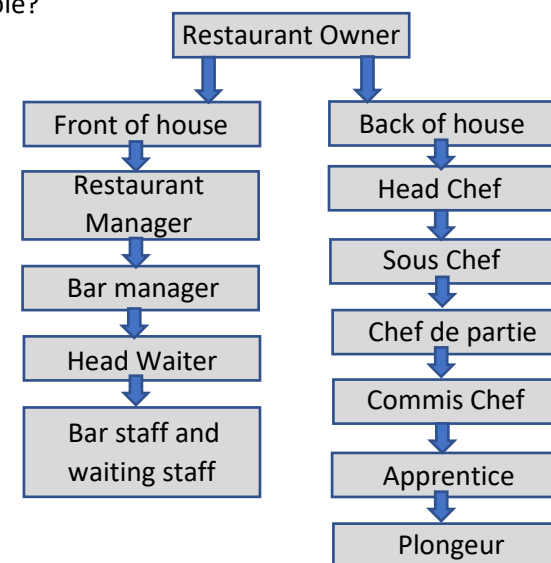 ble?
Restaurant Owner
Front of house
Restaurant
Manager
Bar manager
Head Waiter
Bar staff and
waiting staff
Back of house
Head Chef
Sous Chef
Chef de partie
Commis Chef
Apprentice
Plongeur